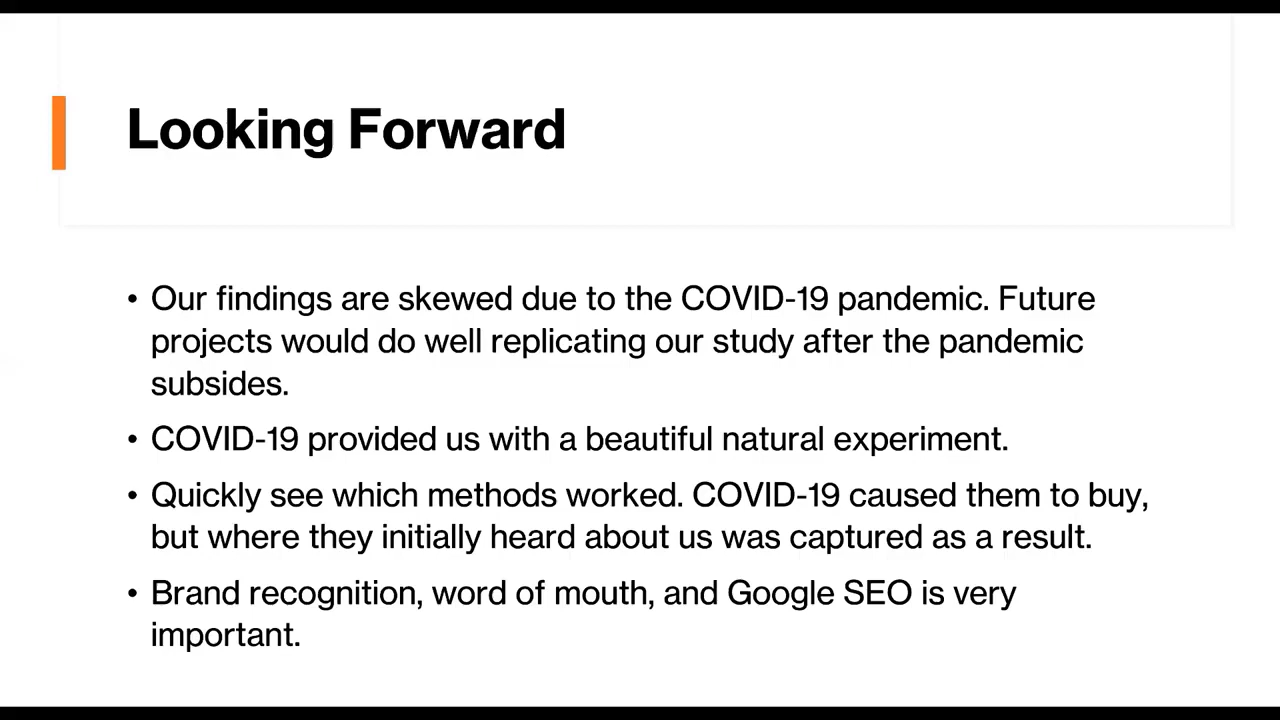 Looking Forward
• Our findings are skewed due to the COVID-19 pandemic. Future
projects would do well replicating our study after the pandemic
subsides.
• COVID-19 provided us with a beautiful natural experiment.
• Quickly see which methods worked. COVID-19 caused them to buy,
but where they initially heard about us was captured as a result.
• Brand recognition, word of mouth, and Google SEO is very
important.